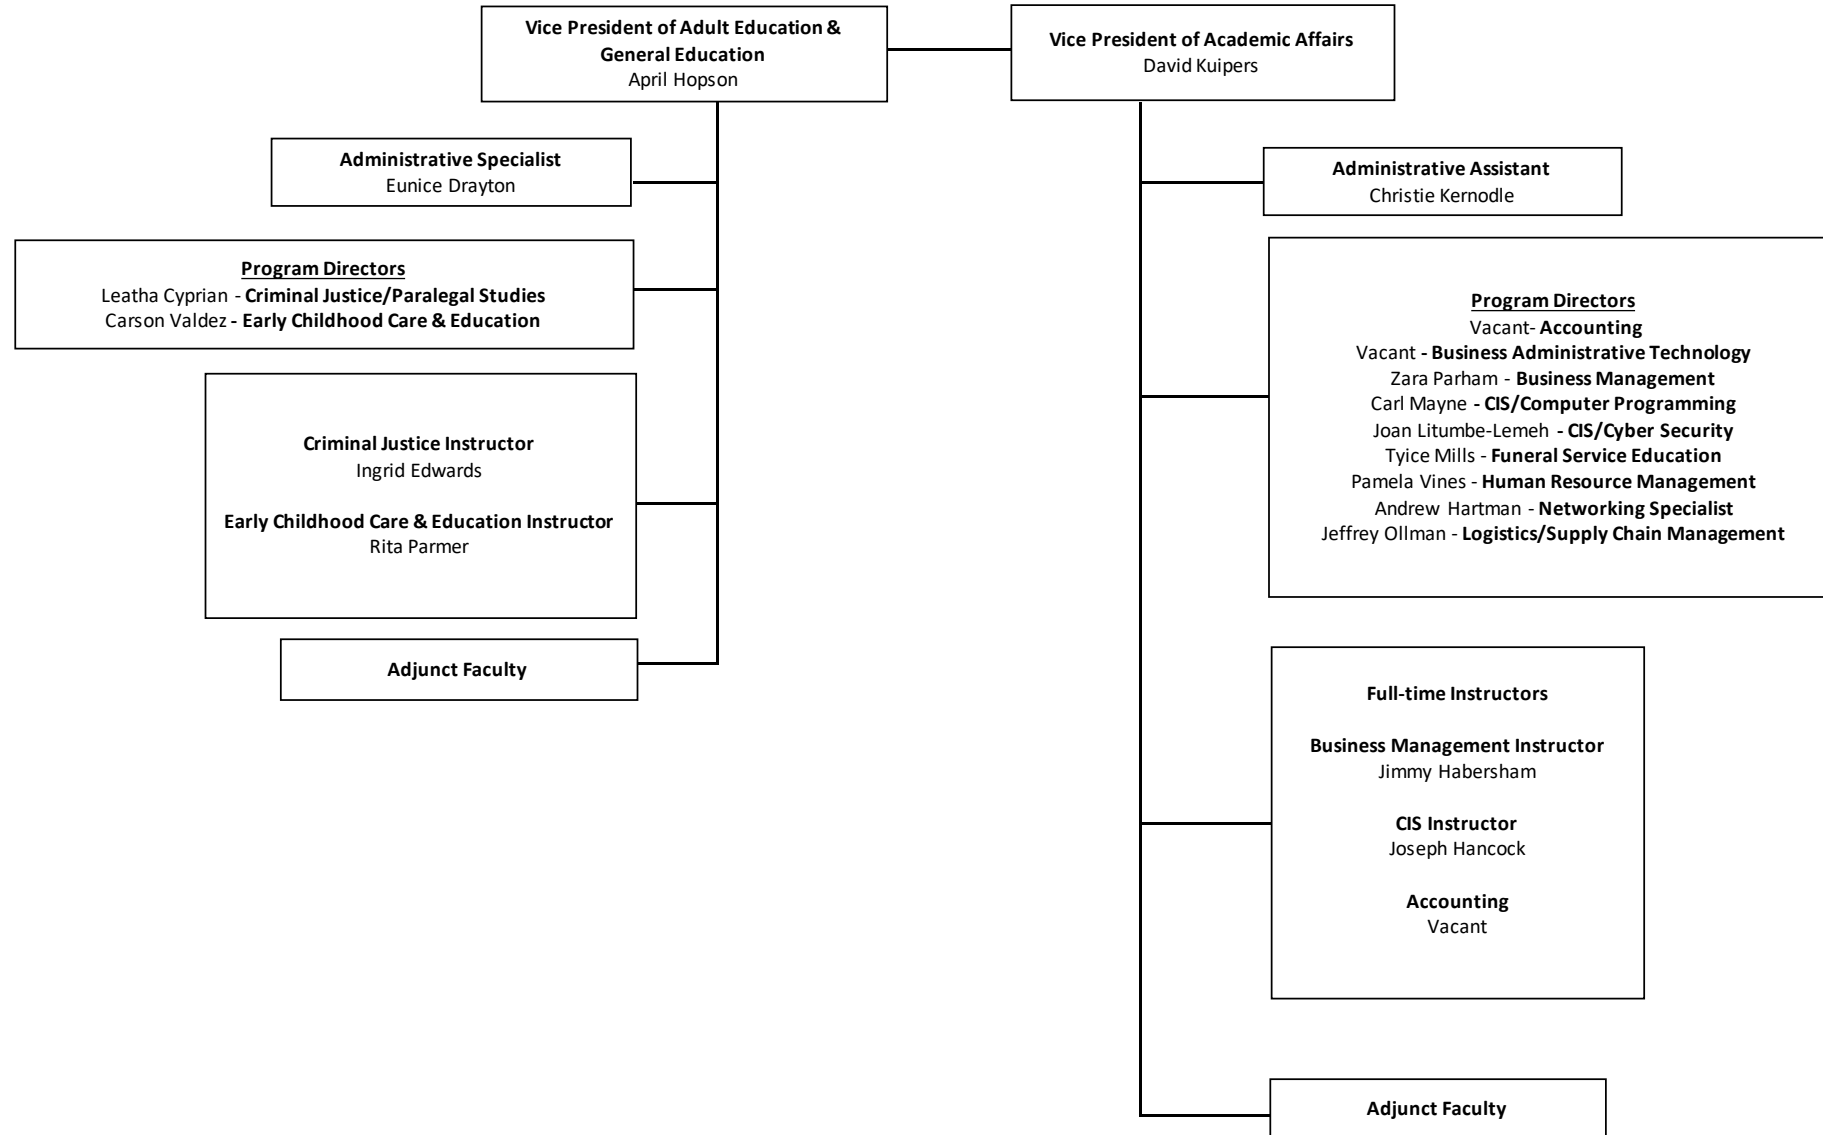 Vice President of Adult Education &
General Education
April Hopson
Vice President of Academic Affairs
David Kuipers
Administrative Specialist
Eunice Drayton
Program Directors
Leatha Cyprian - Criminal Justice/Paralegal Studies
Carson Valdez - Early Childhood Care & Education
Criminal Justice Instructor
Ingrid Edwards
Early Childhood Care & Education Instructor
Rita Parmer
Adjunct Faculty
Administrative Assistant
Christie Kernodle
Program Directors
Vacant- Accounting
Vacant - Business Administrative Technology
Zara Parham - Business Management
Carl Mayne - CIS/Computer Programming
Joan Litumbe-Lemeh - CIS/Cyber Security
Tyice Mills - Funeral Service Education
Pamela Vines - Human Resource Management
Andrew Hartman - Networking Specialist
Jeffrey Ollman - Logistics/Supply Chain Management
Full-time Instructors
Business Management Instructor
Jimmy Habersham
CIS Instructor
Joseph Hancock
Accounting
Vacant
Adjunct Faculty